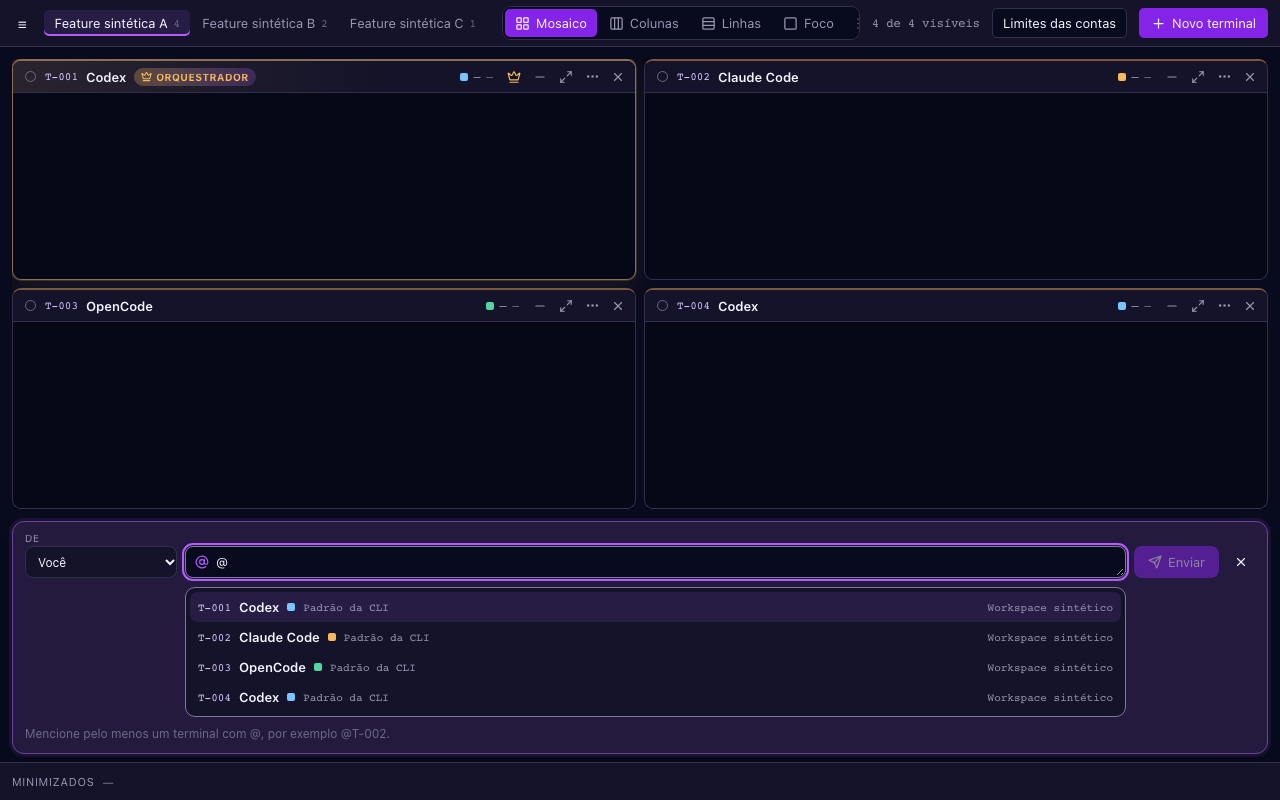 ≡ Feature sintética A 4 Feature sintética B 2 Feature sintética C 1 Mosaico Colunas Linhas Foco 4 de 4 visíveis Limites das contas + Novo terminal
T-001 Codex ORQUESTRADOR — —
T-002 Claude Code — —
T-003 OpenCode — —
T-004 Codex — —
DE
Você @ @ Enviar ×
T-001 Codex Padrão da CLI Workspace sintético
T-002 Claude Code Padrão da CLI Workspace sintético
T-003 OpenCode Padrão da CLI Workspace sintético
T-004 Codex Padrão da CLI Workspace sintético
Mencione pelo menos um terminal com @, por exemplo @T-002.
MINIMIZADOS —